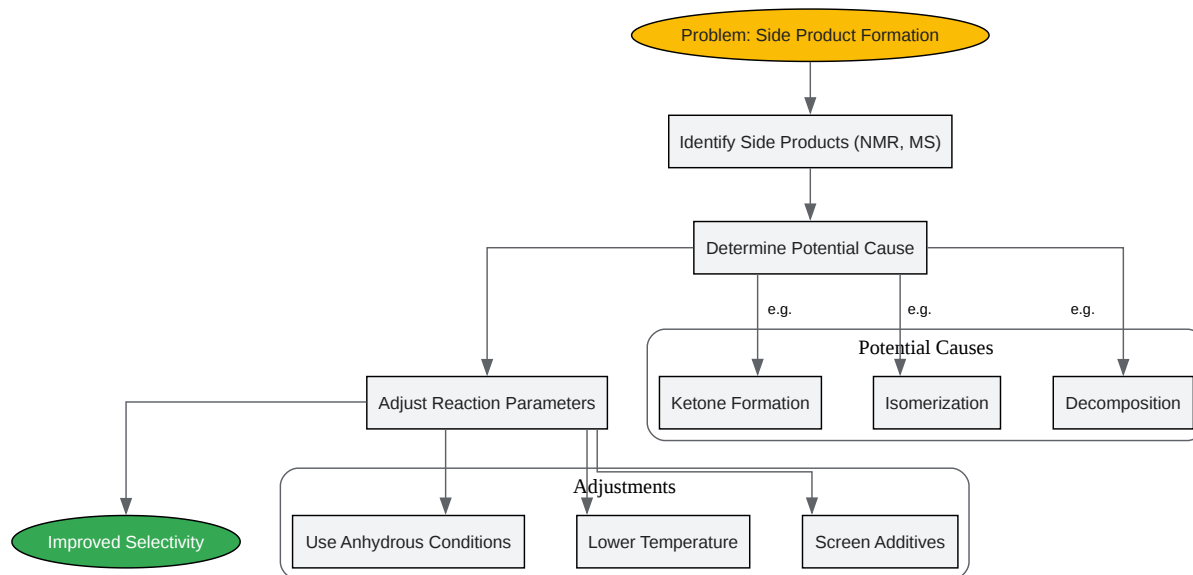 Problem: Side Product Formation
Identify Side Products (NMR, MS)
Determine Potential Cause
e.g.
e.g.
e.g.
Potential Causes
Adjust Reaction Parameters
Ketone Formation
Isomerization
Decomposition
Adjustments
Improved Selectivity
Use Anhydrous Conditions
Lower Temperature
Screen Additives